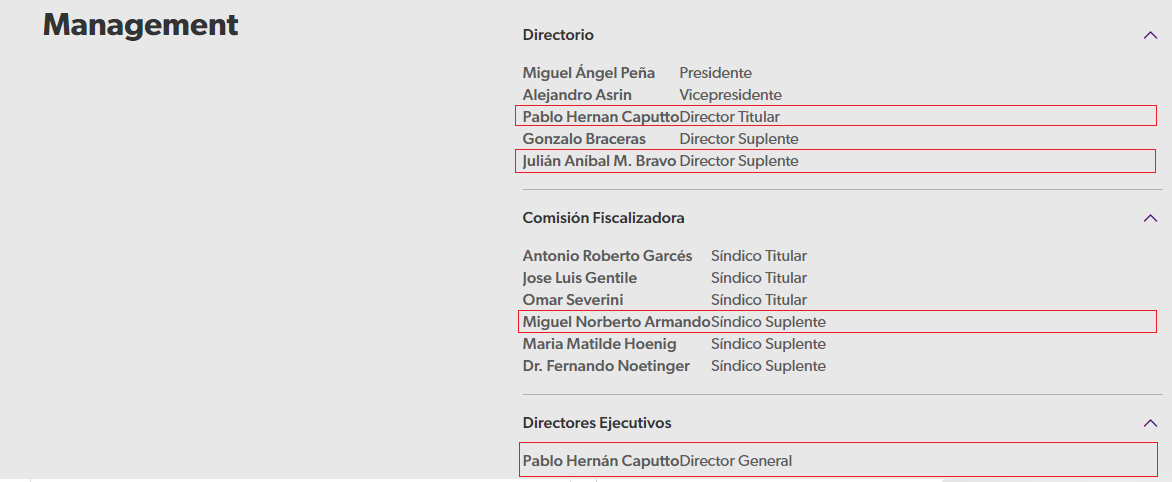 Management
Directorio
Miguel Ángel Peña Presidente
Alejandro Asrin Vicepresidente
Pablo Hernan Caputto Director Titular
Gonzalo Braceras Director Suplente
Julián Aníbal M. Bravo Director Suplente
Comisión Fiscalizadora
Antonio Roberto Garcés Síndico Titular
Jose Luis Gentile Síndico Titular
Omar Severini Síndico Titular
Miguel Norberto Armando Síndico Suplente
Maria Matilde Hoenig Síndico Suplente
Dr. Fernando Noetinger Síndico Suplente
Directores Ejecutivos
Pablo Hernán Caputto Director General